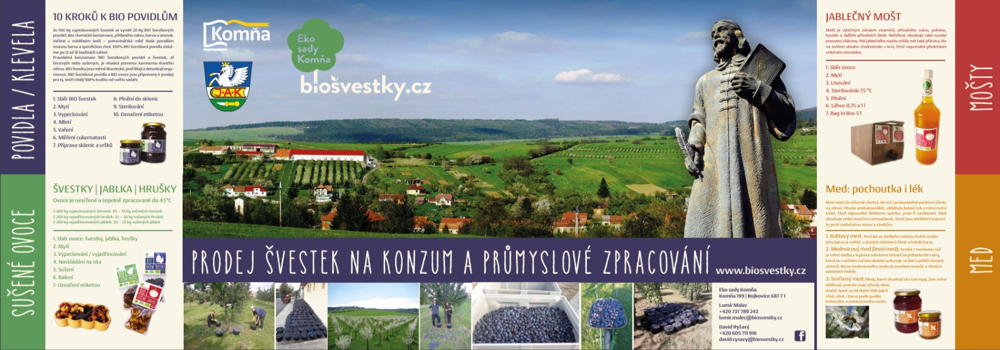 POVIDLA / KLEVELA
10 KROKŮ K BIO POVIDLŮM
Ze 100 kg vypeckovaných švestek se vyrobí 20 kg BIO švestkových
povidel. Bez chemické konzervace, přidaného cukru, barviv a aromat.
Vaříme v měděném kotli – potravinářská měď dodá povidlům
tmavou barvu a specifickou chuť. 100% BIO švestková povidla získá-
me po 12 až 16 hodinách vaření.
Pravidelná konzumace BIO švestkových povidel a švestek, ať
čerstvých nebo sušených, je vhodná prevence karcinomu tlustého
střeva. BIO švestky jsou mírně diuretické, pročišťují a detoxikují orga-
nismus. BIO švestková povidla a BIO ovoce jsou připraveny k prodeji
pro ty, kteří chtějí 100% kvalitu od svého sadaře.
1. Sběr BIO švestek
2. Mytí
3. Vypeckování
4. Mletí
5. Vaření
6. Měření cukernatosti
7. Příprava sklenic a vršků
8. Plnění do sklenic
9. Sterilování
10. Označení etiketou
SUŠENÉ OVOCE
ŠVESTKY | JABLKA | HRUŠKY
Ovoce je nesířené a tepelně zpracované do 45°C
Z 200 kg vypeckovaných švestek: 30 – 35 kg sušených švestek
Z 200 kg vyjadřincovaných hrušek: 25 – 30 kg sušených hrušek
Z 200 kg vyjadřincovaných jablek: 20 – 25 kg sušených jablek
1. Sběr ovoce: švestky, jablka, hrušky
2. Mytí
3. Vypeckování / vyjadřincování
4. Naskládání na síta
5. Sušení
6. Balení
7. Označení etiketou
BIO
SUŠENÉ ŠVESTKY
BIO
SUŠENÉ HRUŠKY
BIO
SUŠENÁ JABLKA
Komňa
J·A·K
Eko
sady
Komňa
biošvestky.cz
PRODEJ ŠVESTEK NA KONZUM A PRŮMYSLOVÉ ZPRACOVÁNÍ
www.biosvestky.cz
Eko sady Komňa
Komňa 199 | Bojkovice 687 71
Lumír Malec
+420 737 789 242
lumir.malec@biosvestky.cz
David Ryšavý
+420 605 711 916
david.rysavy@biosvestky.cz
f
JABLEČNÝ MOŠT
Mošt je výtečným zdrojem vitamínů, přírodního cukru, pektinu,
kyselin a dalších přírodních látek. Nečeřený obsahuje také vysoké
procento vlákniny. Pití jablečného moštu může mít také příznivý vliv
na snížení obsahu cholesterolu v krvi, čímž napomáhá předcházet
srdečním chorobám.
1. Sběr ovoce
2. Mytí
3. Lisování
4. Sterilováníe 75 °C
5. Plnění
6. Láhve 0,75 a 1 l
7. Bag In Box 5 l
BIO
JABLEČNÝ MOŠT
MOŠTY
Med: pochoutka i lék
Med nejen že výborně chutná, ale má i prokazatelné pozitivní účinky
na zdraví. Působí antibakteriálně, uklidňuje bolavý krk a mírní noční
kašel, čímž napomáhá klidnému spánku, jsme-li nachlazení. Med
obsahuje velké množství antioxidantů, které jsou ideálními bojovní-
ky proti oxidačnímu stresu a zánětům.
1. Květový med: Pochází ze sladkého nektaru květů rostlin.
Jeho barva je světlá, v různých odstínech žluté a hnědé barvy.
2. Medovicový med (lesní med): Vzniká z medovice, což
je velmi sladká a lepkavá substance bohatá na jednoduché cukry,
která se v určitém ročním období vyskytuje na listí a jehličí různých
stromů. Barva medovicového medu je mnohem tmavší, v různých
odstínech hnědé.
3. Smíšený med: Medy, které obsahují oba tyto typy, jsou velmi
oblíbené, protože mají výhody obou
druhů. Navíc se dá dobře řídit jejich
chuť, vůně i barva podle podílu
květového a medovicového medu.
MED